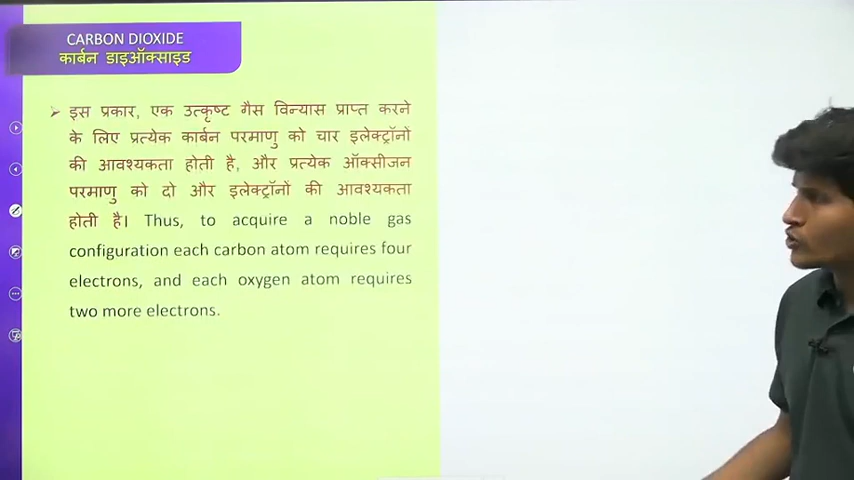 CARBON DIOXIDE
कार्बन डाइऑक्साइड
इस प्रकार, एक उत्कृष्ट गैस विन्यास प्राप्त करने
के लिए प्रत्येक कार्बन परमाणु को चार इलेक्ट्रॉनों
की आवश्यकता होती है, और प्रत्येक ऑक्सीजन
परमाणु को दो और इलेक्ट्रॉनों की आवश्यकता
होती है। Thus, to acquire a noble gas
configuration each carbon atom requires four
electrons, and each oxygen atom requires
two more electrons.